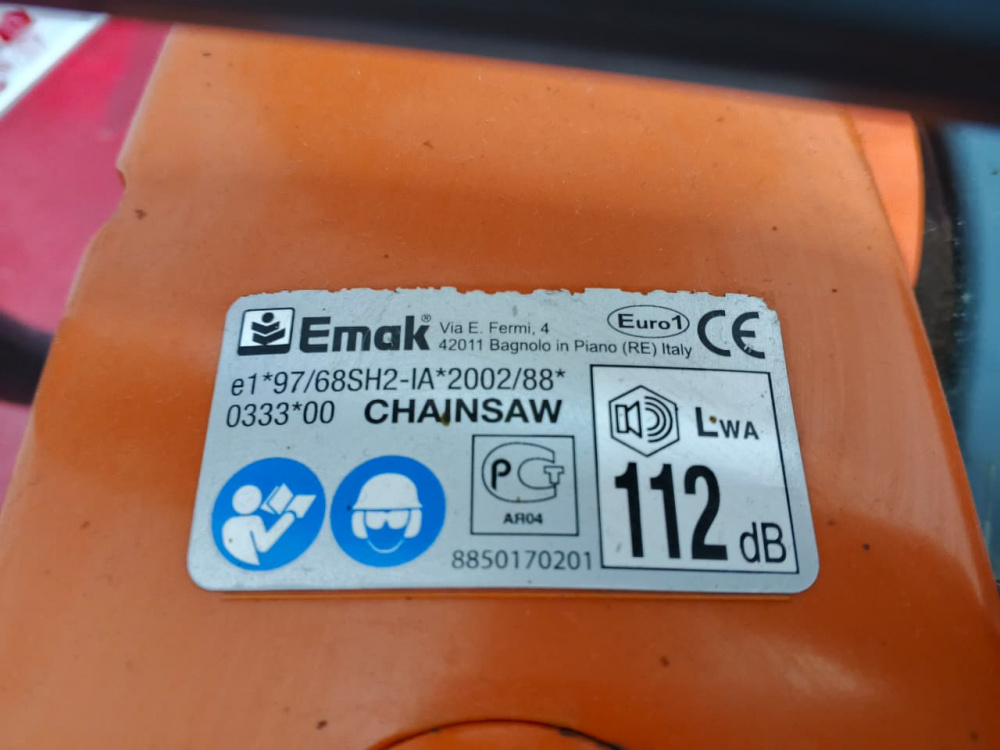 Emak® Via E. Fermi, 4
42011 Bagnolo in Piano (RE) Italy
Euro1 CE
e1*97/68SH2-IA*2002/88*
0333*00 CHAINSAW
LWA
112 dB
PCT
AR04
8850170201